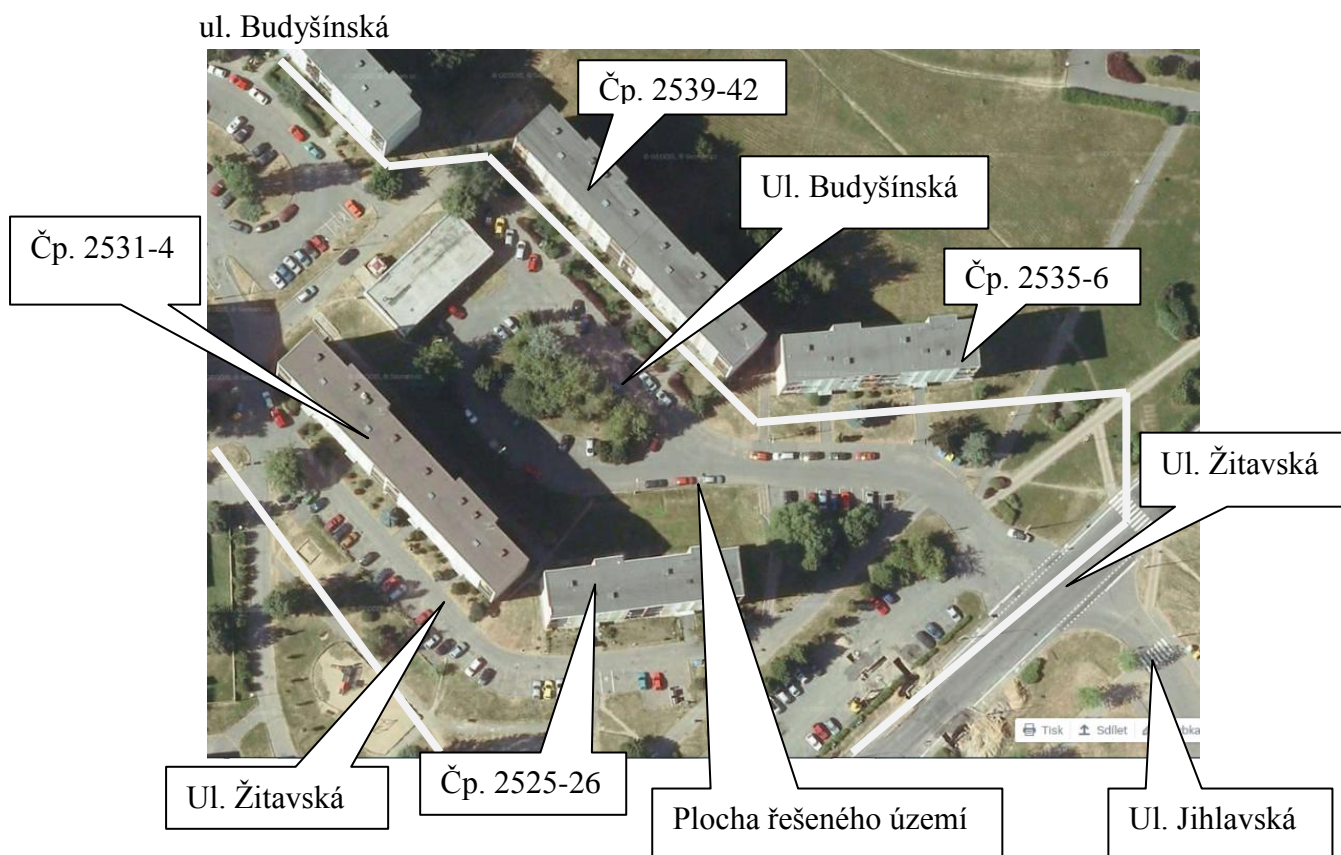 ul. Budyšínská
Čp. 2539-42
Ul. Budyšínská
Čp. 2531-4
Čp. 2535-6
Ul. Žitavská
Tisk Sdílet
Ul. Žitavská
Čp. 2525-26
Plocha řešeného území
Ul. Jihlavská